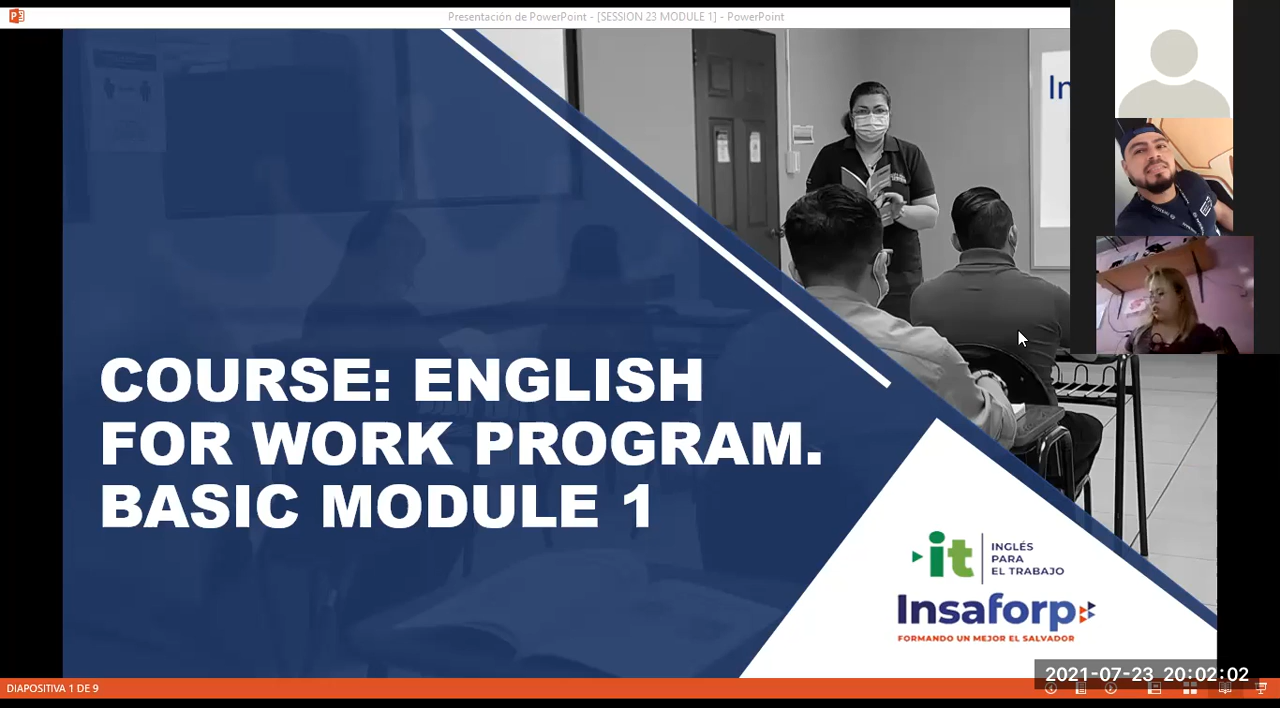 Presentación de PowerPoint - [SESSION 23 MODULE 1] - PowerPoint
In
COURSE: ENGLISH
FOR WORK PROGRAM.
BASIC MODULE 1
it
INGLÉS
PARA
EL TRABAJO
Insaforp
FORMANDO UN MEJOR EL SALVADOR
2021-07-23 20:02:02
DIAPOSITIVA 1 DE 9